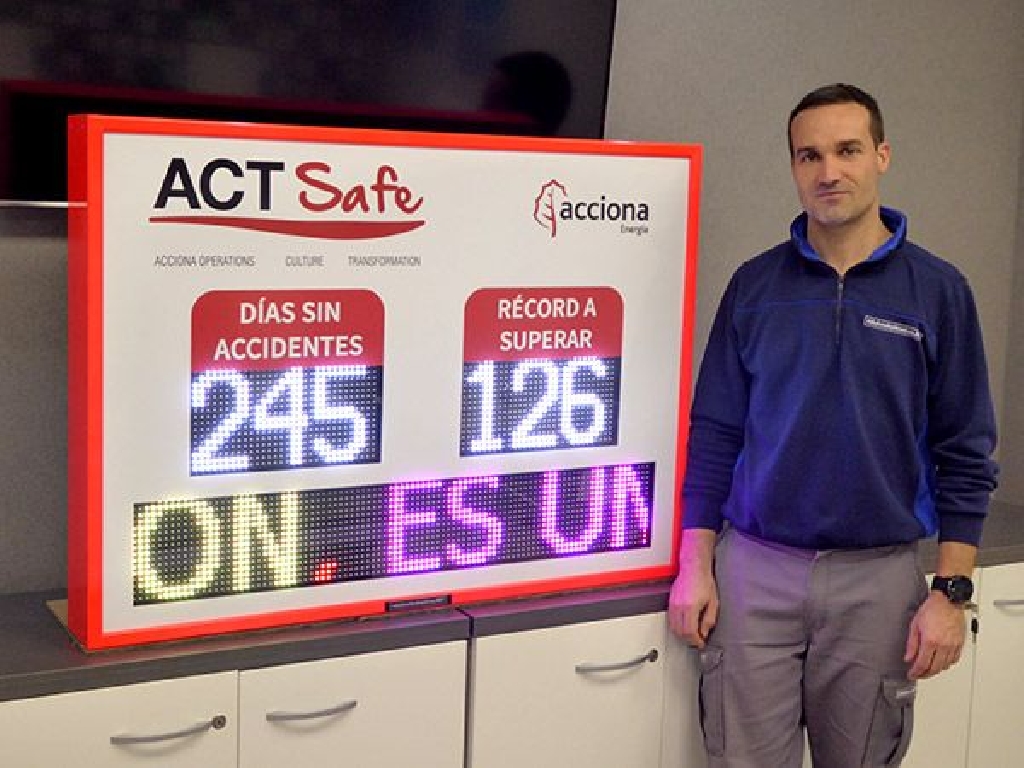 ACT Safe
acciona
Energía
ACCIONA OPERATIONS CULTURE TRANSFORMATION
DÍAS SIN
ACCIDENTES
245
RÉCORD A
SUPERAR
126
ON. ES UN